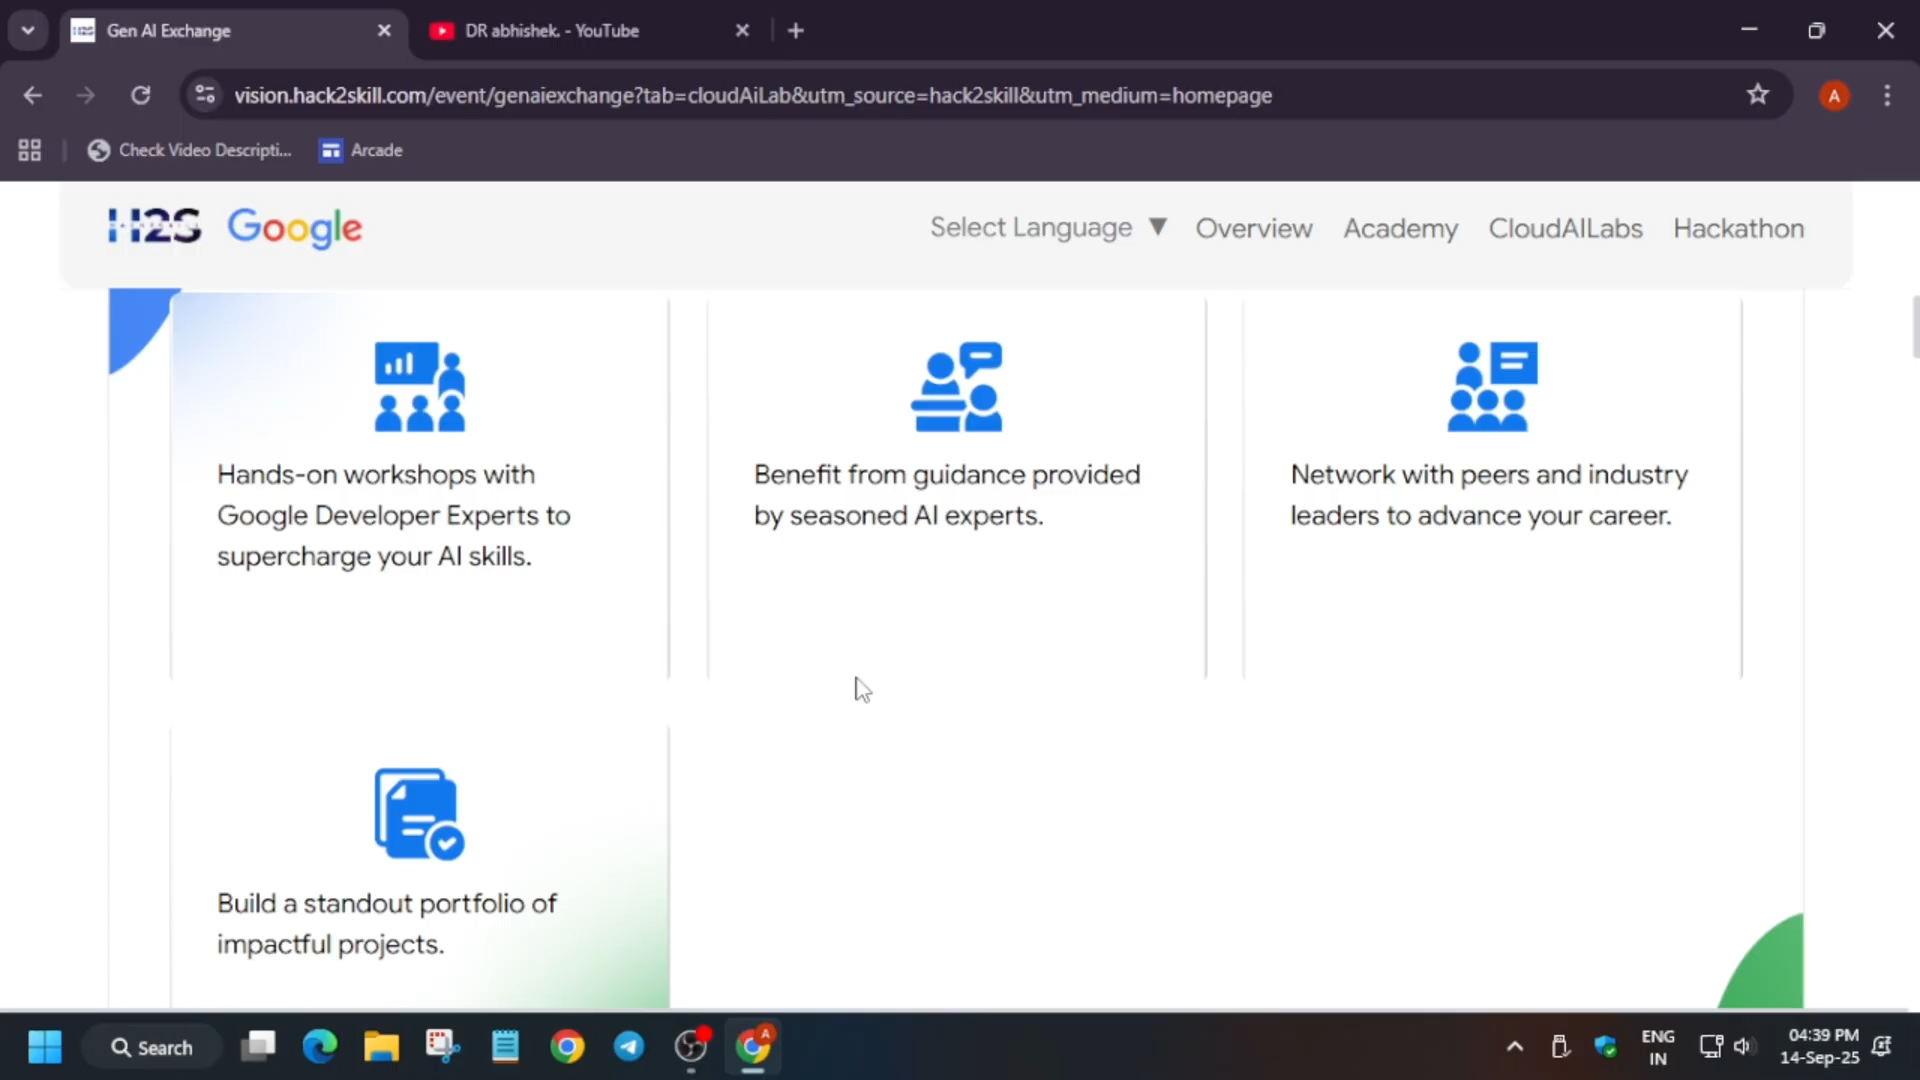 Gen AI Exchange
DR abhishek. - YouTube
vision.hack2skill.com/event/genaiexchange?tab=cloudAiLab&utm_source=hack2skill&utm_medium=homepage
A
Check Video Descripti...
Arcade
H2S
Google
Select Language ▼
Overview
Academy
CloudAILabs
Hackathon
Hands-on workshops with
Google Developer Experts to
supercharge your AI skills.
Benefit from guidance provided
by seasoned AI experts.
Network with peers and industry
leaders to advance your career.
Build a standout portfolio of
impactful projects.
Search
A
ENG
IN
04:39 PM
14-Sep-25